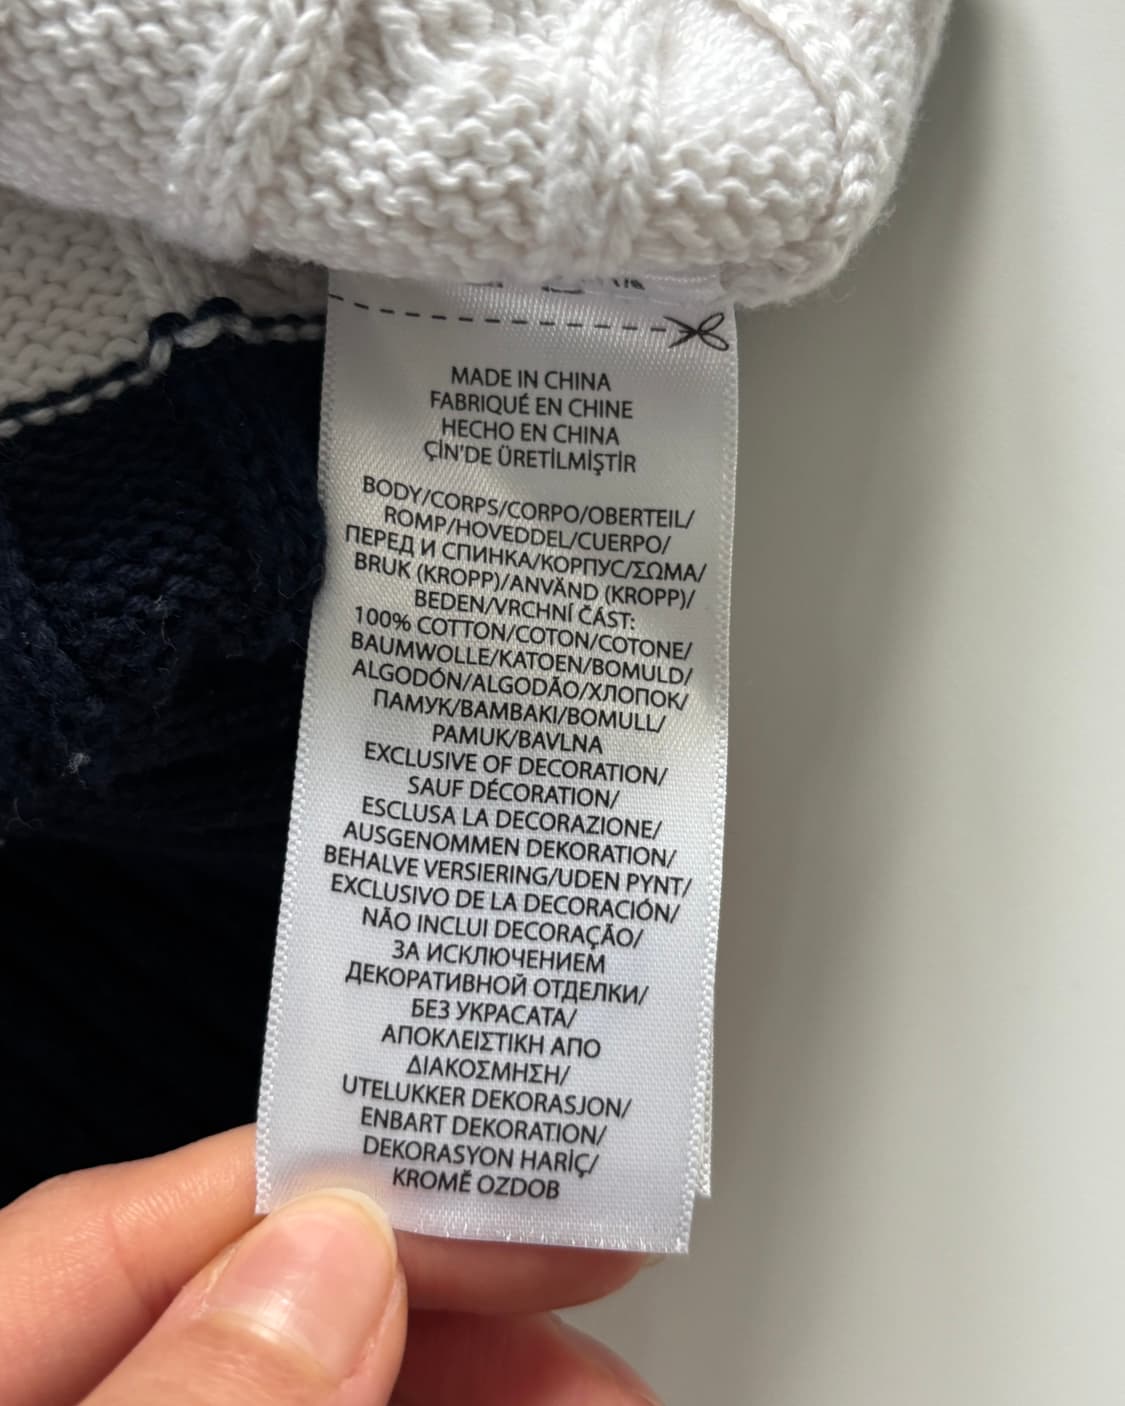 MADE IN CHINA
FABRIQUÉ EN CHINE
HECHO EN CHINA
ÇİN'DE ÜRETİLMİŞTİR
BODY/CORPS/CORPO/OBERTEIL/
ROMP/HOVEDDEL/CUERPO/
ПЕРЕД И СПИНКА/КОРПУС/ΣΩΜΑ/
BRUK (KROPP)/ANVÄND (KROPP)/
BEDEN/VRCHNÍ ČÁST:
100% COTTON/COTON/COTONE/
BAUMWOLLE/KATOEN/BOMULD/
ALGODÓN/ALGODÃO/ХЛОПОК/
ПАМУК/ΒΑΜΒΑΚΙ/BOMULL/
PAMUK/BAVLNA
EXCLUSIVE OF DECORATION/
SAUF DÉCORATION/
ESCLUSA LA DECORAZIONE/
AUSGENOMMEN DEKORATION/
BEHALVE VERSIERING/UDEN PYNT/
EXCLUSIVO DE LA DECORACIÓN/
NÃO INCLUI DECORAÇÃO/
ЗА ИСКЛЮЧЕНИЕМ
ДЕКОРАТИВНОЙ ОТДЕЛКИ/
БЕЗ УКРАСАТА/
ΑΠΟΚΛΕΙΣΤΙΚΗ ΑΠΟ
ΔΙΑΚΟΣΜΗΣΗ/
UTELUKKER DEKORASJON/
ENBART DEKORATION/
DEKORASYON HARİÇ/
KROMĚ OZDOB